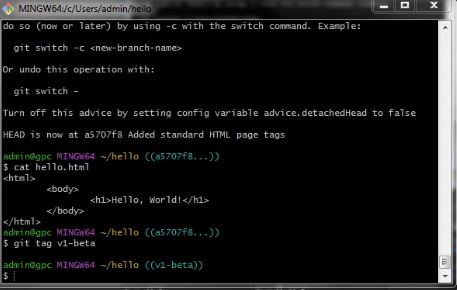 MINGW64:/c/Users/admin/hello
do so (now or later) by using -c with the switch command. Example:
  git switch -c <new-branch-name>
Or undo this operation with:
  git switch -
Turn off this advice by setting config variable advice.detachedHead to false
HEAD is now at a5707f8 Added standard HTML page tags
admin@gpc MINGW64 ~/hello ((a5707f8...))
$ cat hello.html
<html>
        <body>
                <h1>Hello, World!</h1>
        </body>
</html>
admin@gpc MINGW64 ~/hello ((a5707f8...))
$ git tag v1-beta
admin@gpc MINGW64 ~/hello ((v1-beta))
$